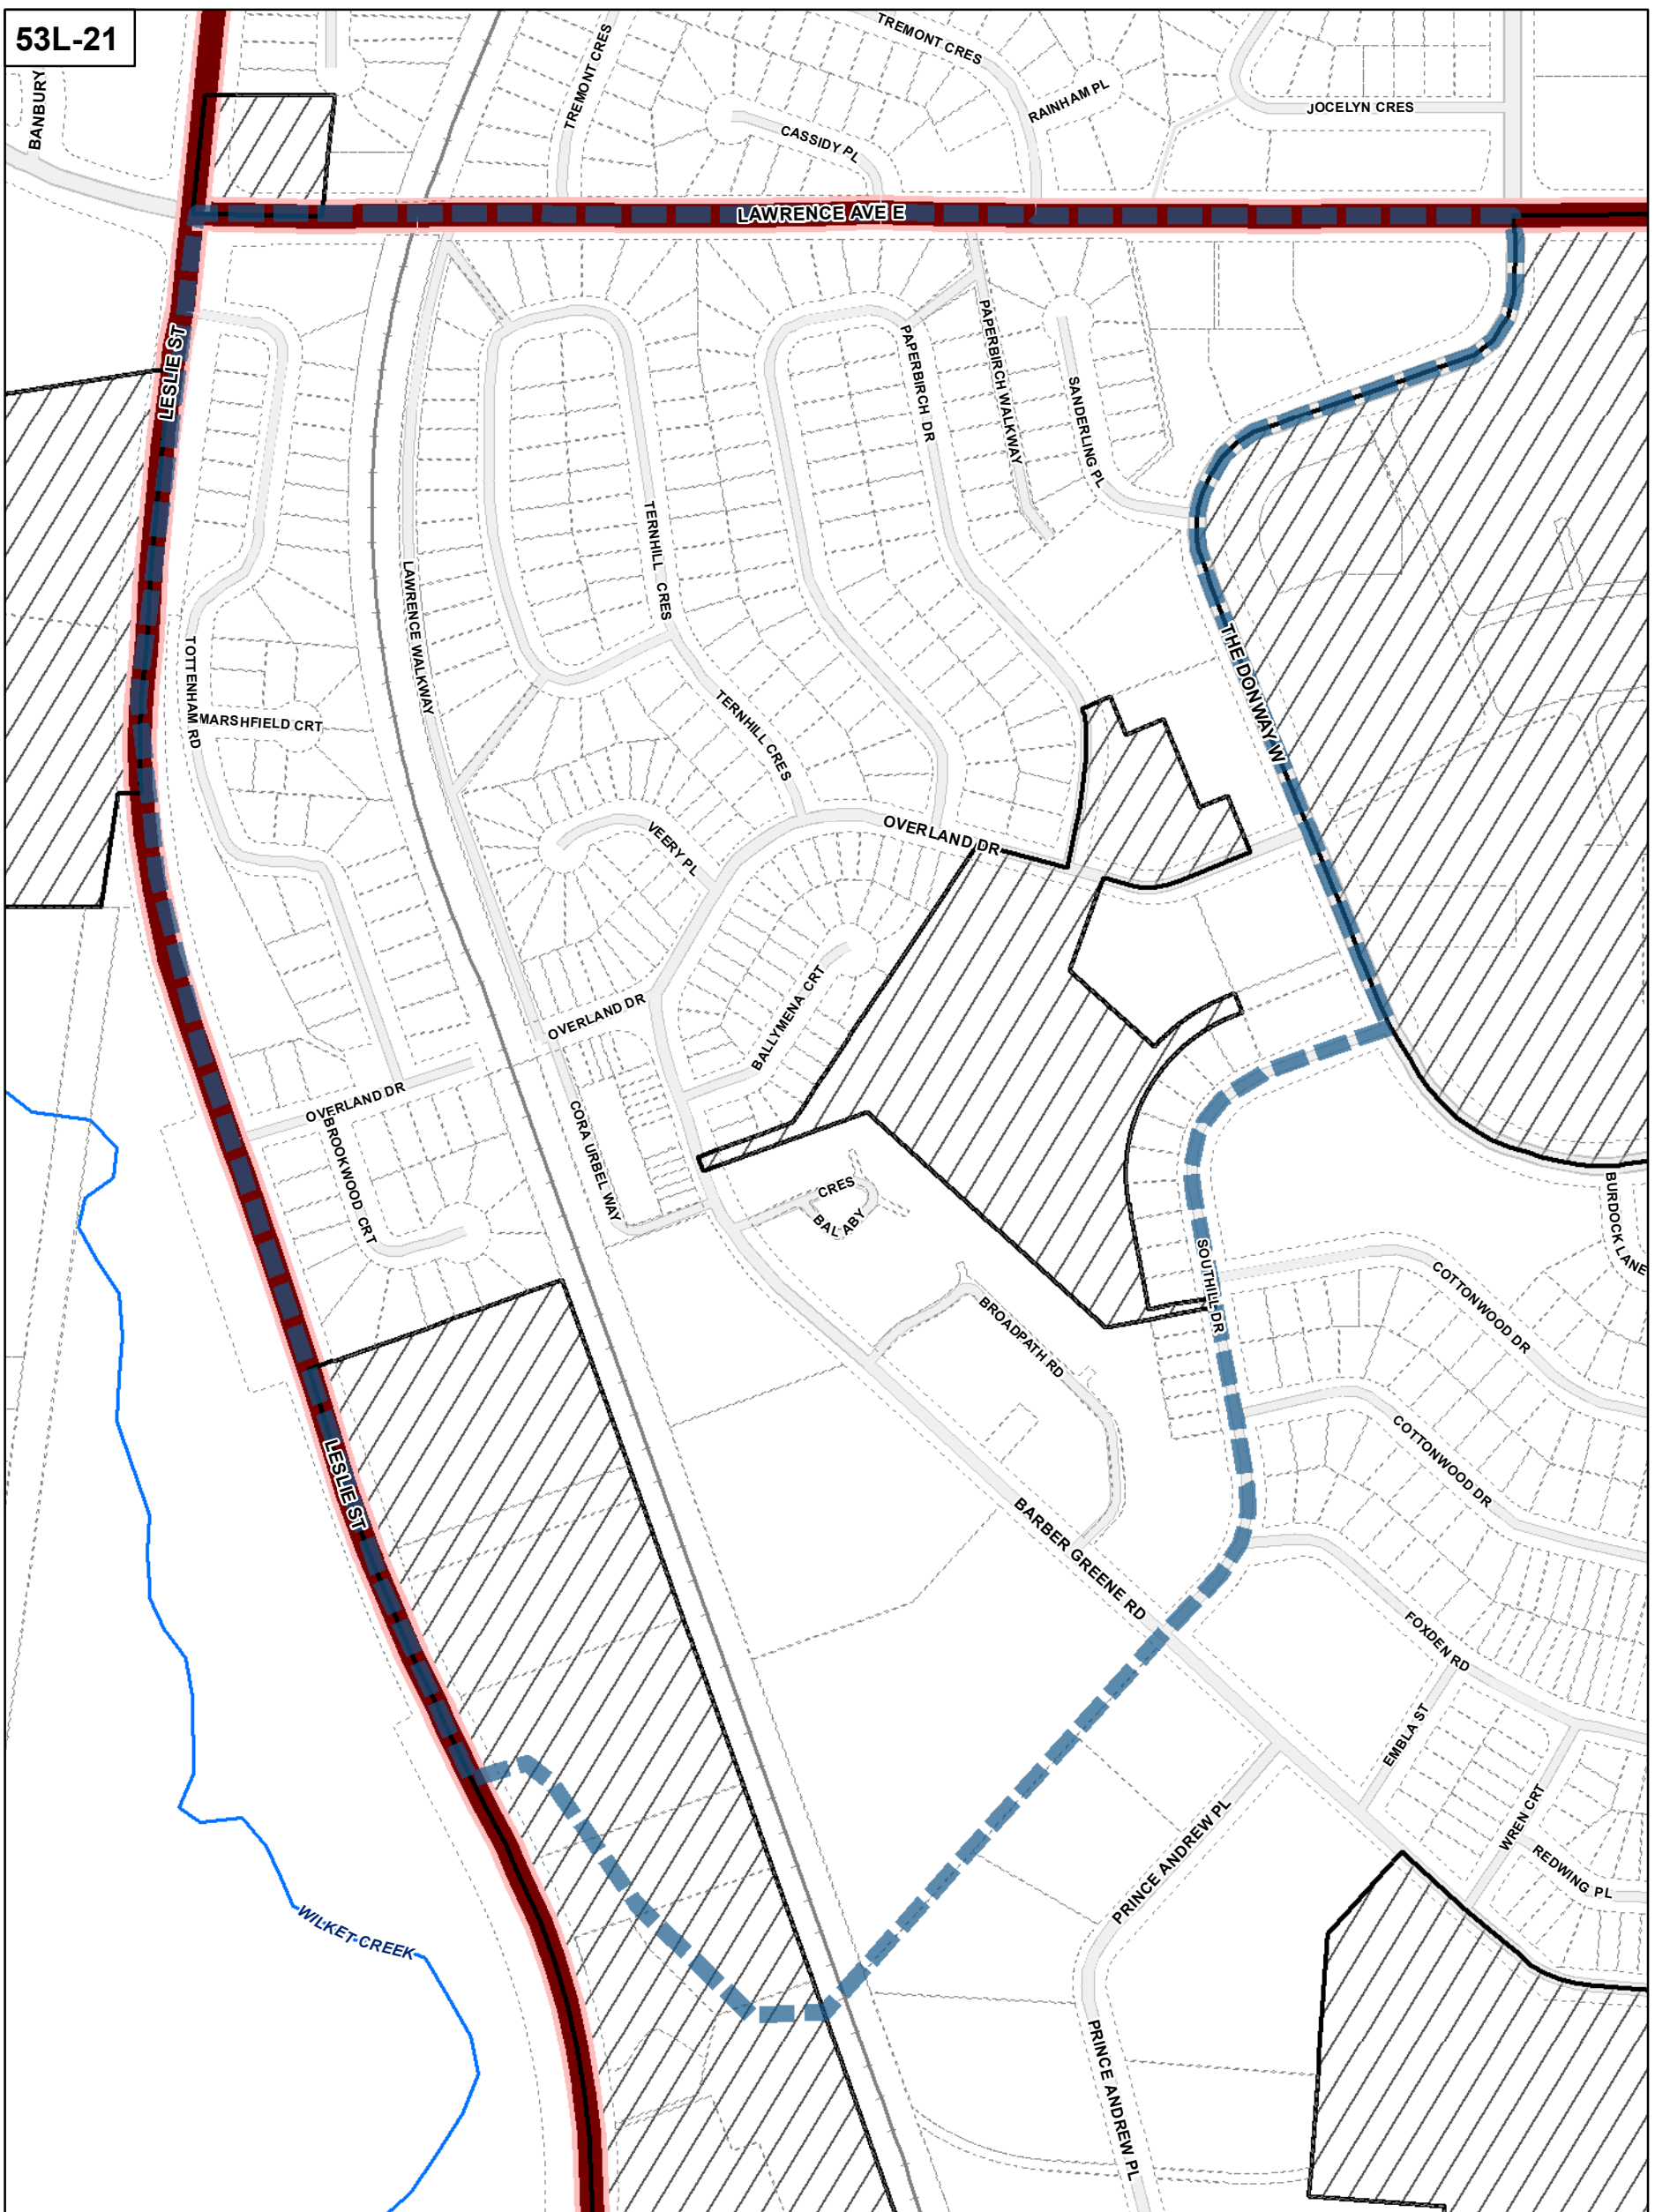 53L-21
BANBURY
TREMONT CRES
TREMONT CRES
RAINHAM PL
CASSIDY PL
JOCELYN CRES
LAWRENCE AVE E
LESLIE ST
PAPERBIRCH DR
PAPERBIRCH WALKWAY
SANDERLING PL
TERNHILL CRES
LAWRENCE WALKWAY
TOTTENHAM RD
MARSHFIELD CRT
THE DONWAY W
TERNHILL CRES
VEERY PL
OVERLAND DR
OVERLAND DR
BALLYMENA CRT
OVERLAND DR
BROOKWOOD CRT
CORA URBEL WAY
CRES
BALABY
BURDOCK LANE
SOUTHILL DR
COTTONWOOD DR
BROADPATH RD
COTTONWOOD DR
LESLIE ST
BARBER GREENE RD
FOXDEN RD
EMBLA ST
WREN CRT
REDWING PL
PRINCE ANDREW PL
WILKET CREEK
PRINCE ANDREW PL